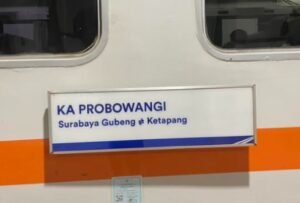 KA PROBOWANGI
Surabaya Gubeng ⇌ Ketapang